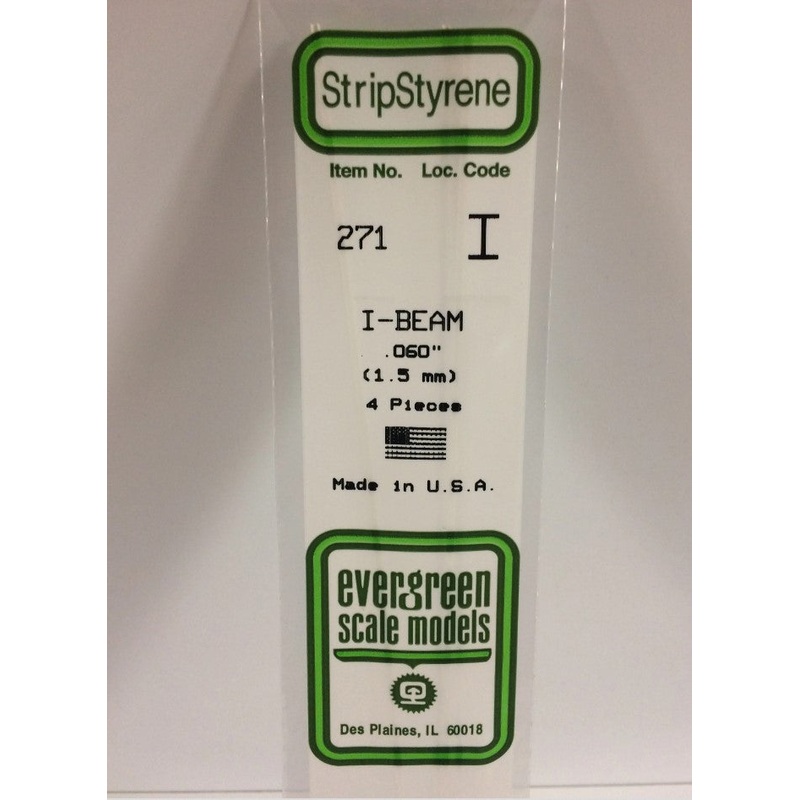 StripStyrene
Item No. Loc. Code
271 I
I-BEAM
.060"
(1.5 mm)
4 Pieces
Made in U.S.A.
evergreen
scale models
Des Plaines, IL 60018